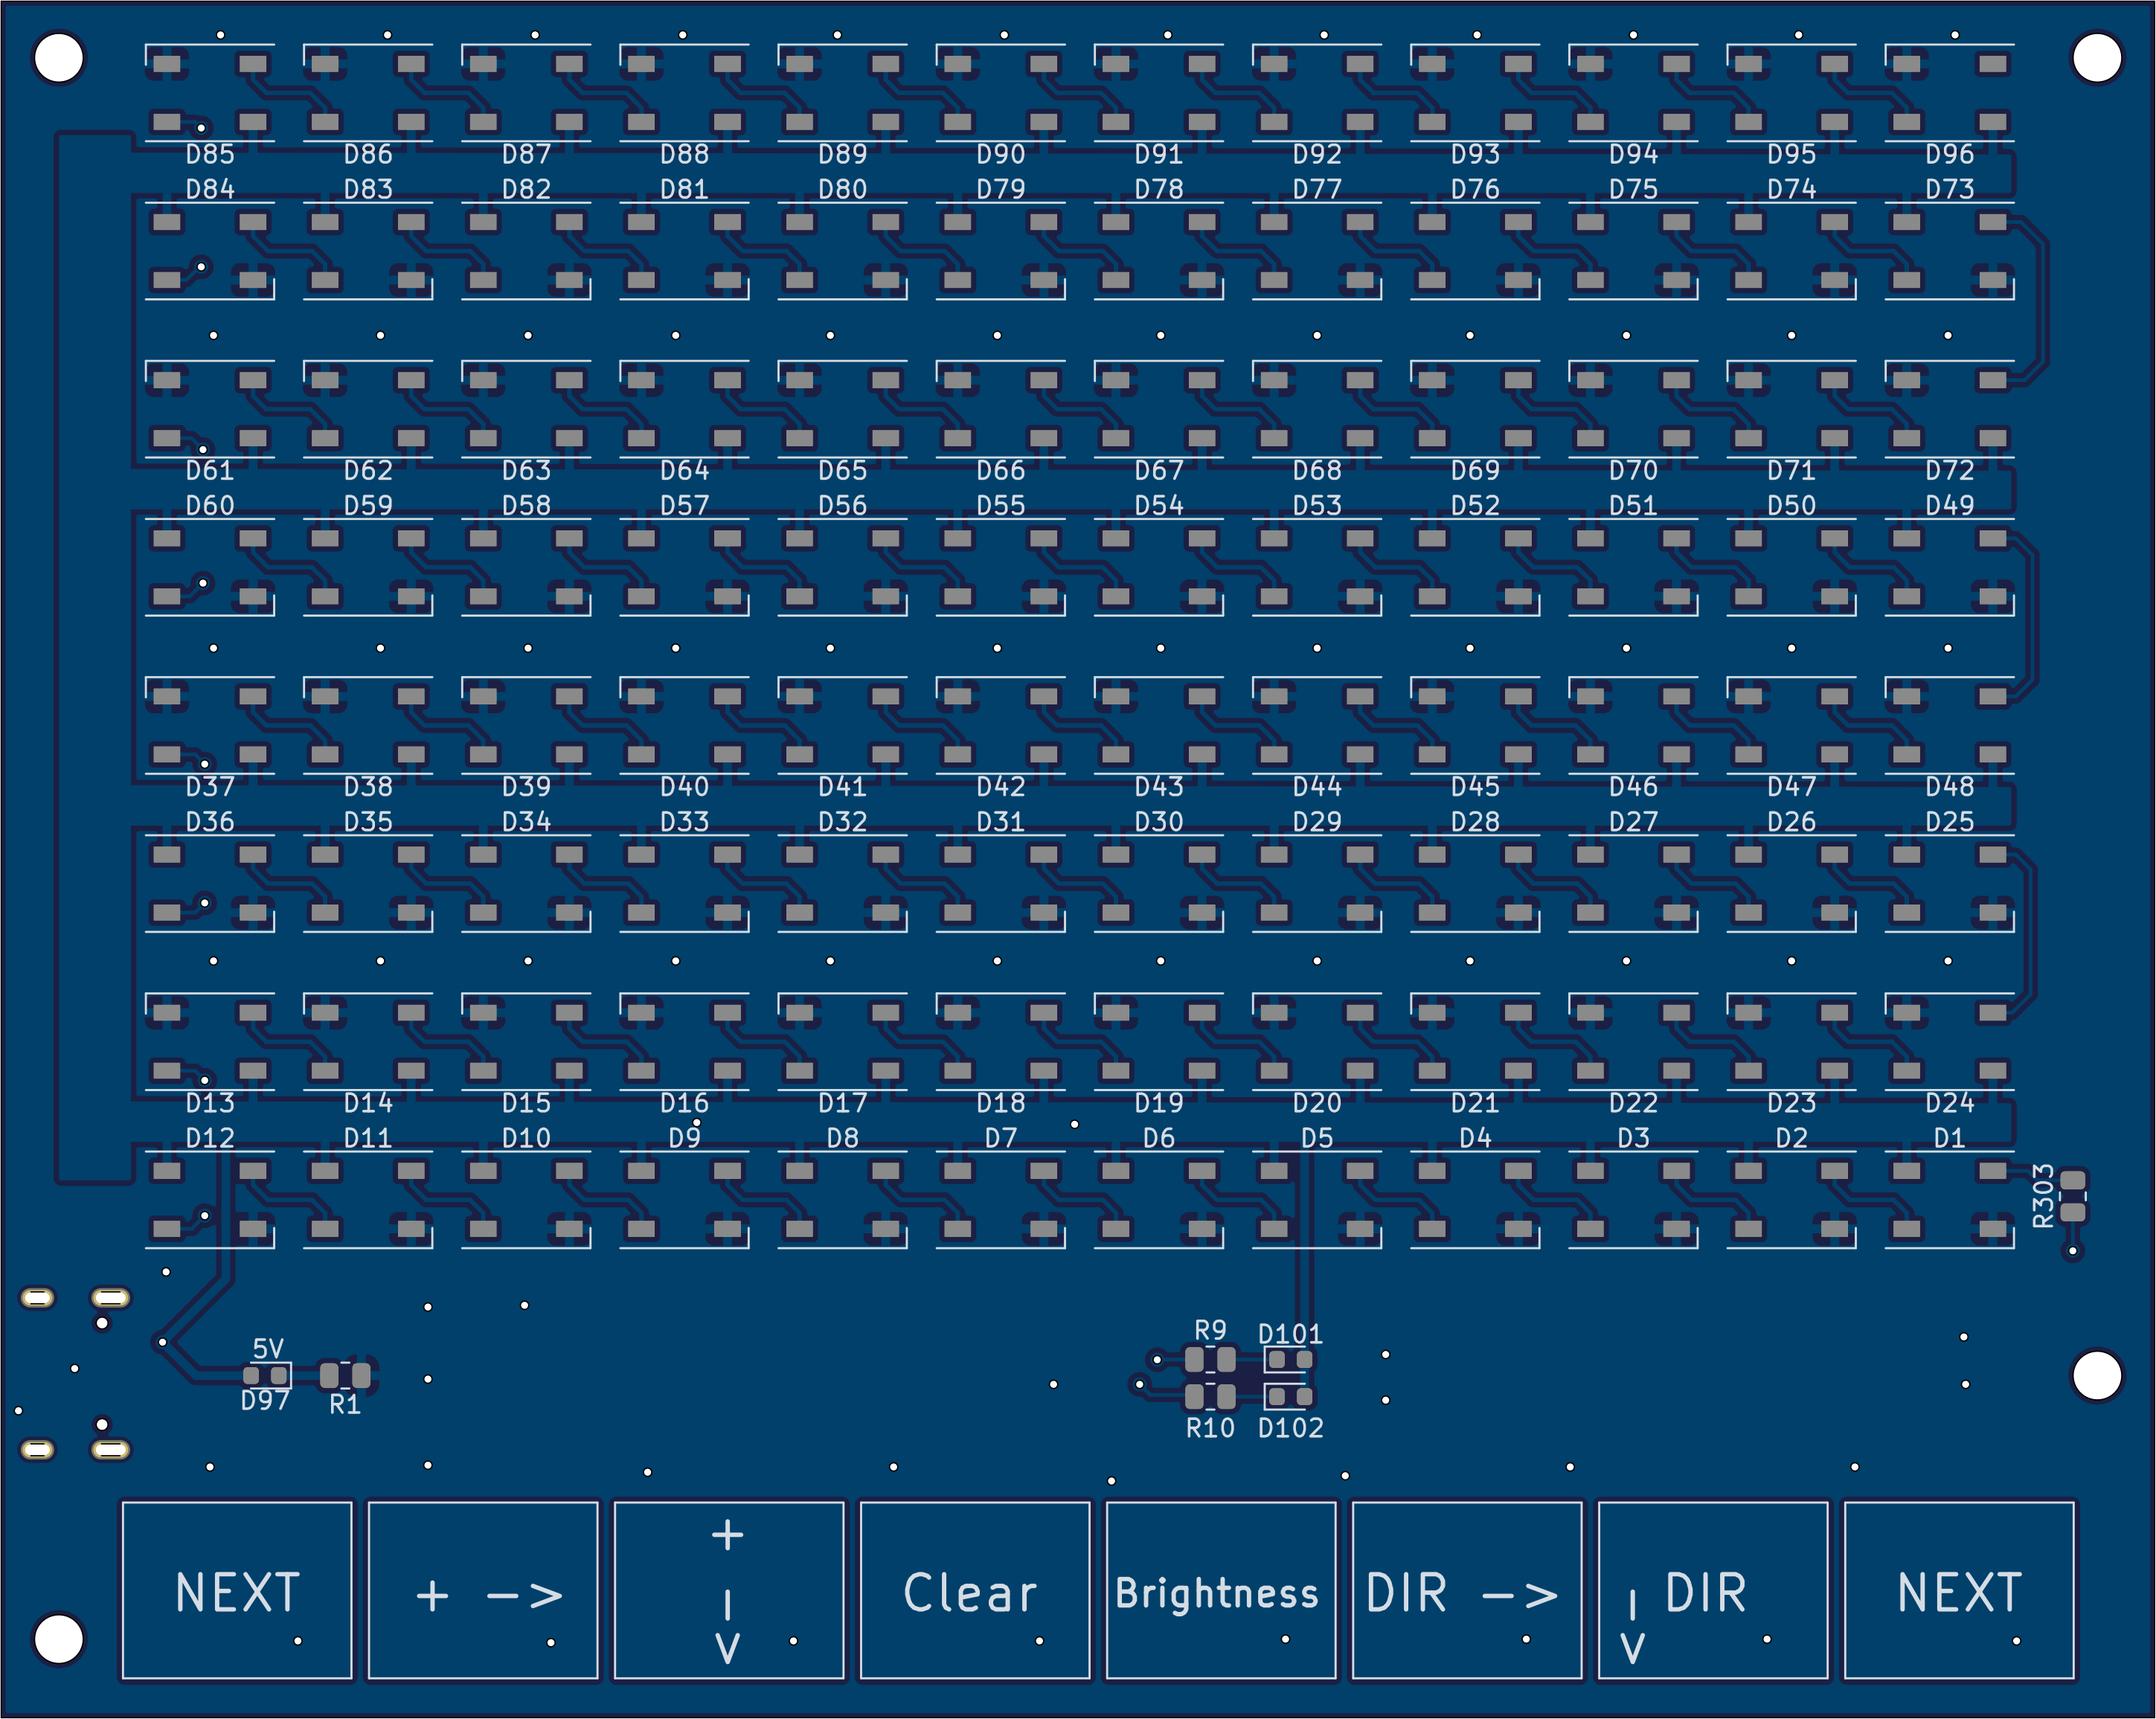 D85 D86 D87 D88 D89 D90 D91 D92 D93 D94 D95 D96
D84 D83 D82 D81 D80 D79 D78 D77 D76 D75 D74 D73
D61 D62 D63 D64 D65 D66 D67 D68 D69 D70 D71 D72
D60 D59 D58 D57 D56 D55 D54 D53 D52 D51 D50 D49
D37 D38 D39 D40 D41 D42 D43 D44 D45 D46 D47 D48
D36 D35 D34 D33 D32 D31 D30 D29 D28 D27 D26 D25
D13 D14 D15 D16 D17 D18 D19 D20 D21 D22 D23 D24
D12 D11 D10 D9 D8 D7 D6 D5 D4 D3 D2 D1
R303
R9 D101
5V
D97 R1
R10 D102
NEXT
+ ->
+
|
v
Clear
Brightness
DIR ->
| DIR
v
NEXT